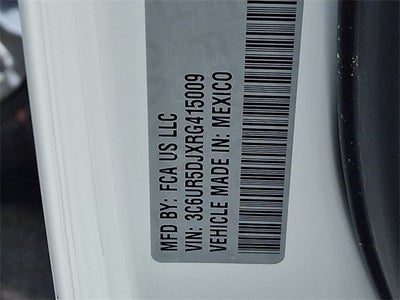 MFD BY: FCA US LLC
VIN: 3C6UR5DJXRG415009
VEHICLE MADE IN: MEXICO